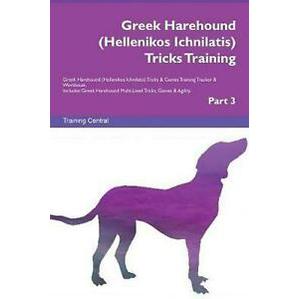 Greek Harehound
(Hellenikos Ichnilatis)
Tricks Training
Greek Harehound (Hellenikos Ichnilatis) Tricks & Games Training Tracker &
Workbook.
Includes: Greek Harehound Multi-Level Tricks, Games & Agility.
Part 3
Training Central